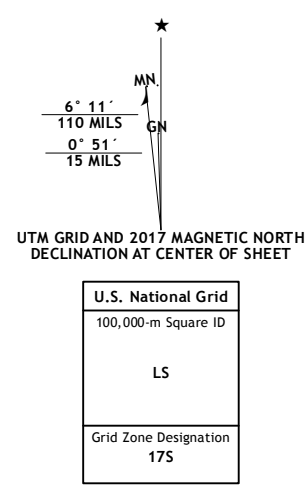 MN
6° 11´
110 MILS
GN
0° 51´
15 MILS
UTM GRID AND 2017 MAGNETIC NORTH
DECLINATION AT CENTER OF SHEET
U.S. National Grid
100,000-m Square ID
LS
Grid Zone Designation
17S